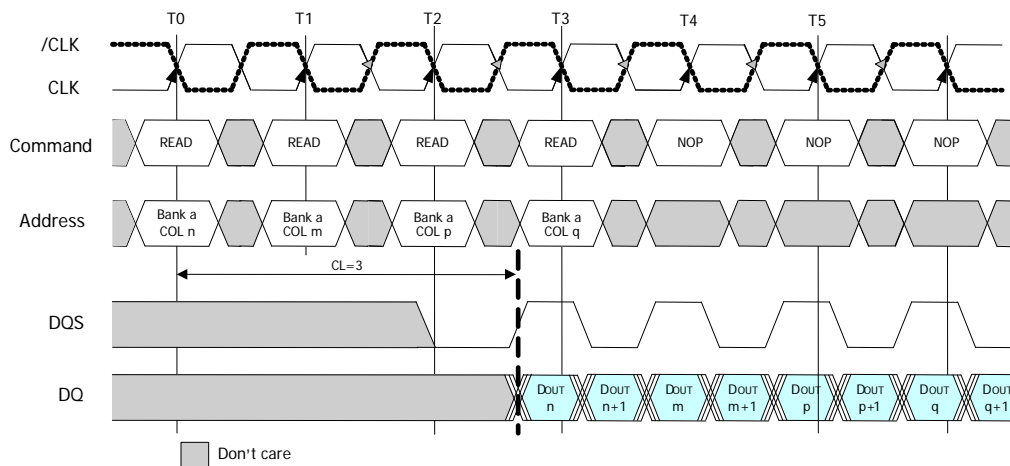 T0 T1 T2 T3 T4 T5
/CLK
CLK
Command READ READ READ READ NOP NOP NOP
Address Bank a COL n Bank a COL m Bank a COL p Bank a COL q
CL=3
DQS
DQ DOUT n DOUT n+1 DOUT m DOUT m+1 DOUT p DOUT p+1 DOUT q DOUT q+1
Don't care